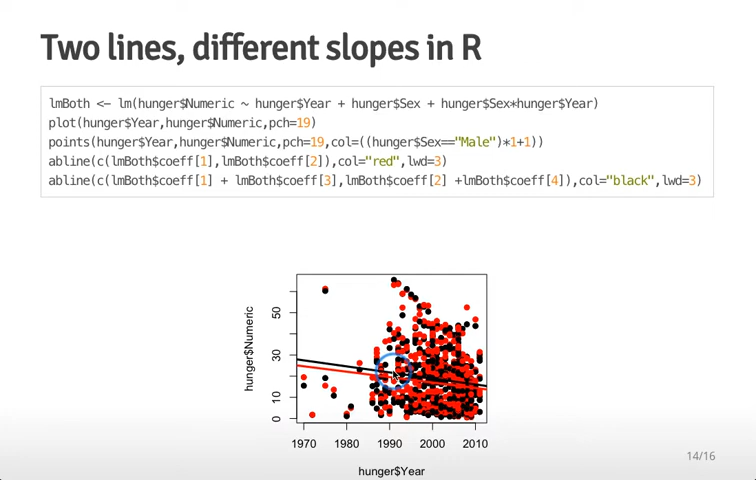 Two lines, different slopes in R
lmBoth <- lm(hunger$Numeric ~ hunger$Year + hunger$Sex + hunger$Sex*hunger$Year)
plot(hunger$Year,hunger$Numeric,pch=19)
points(hunger$Year,hunger$Numeric,pch=19,col=((hunger$Sex=="Male")*1+1))
abline(c(lmBoth$coeff[1],lmBoth$coeff[2]),col="red",lwd=3)
abline(c(lmBoth$coeff[1] + lmBoth$coeff[3],lmBoth$coeff[2] +lmBoth$coeff[4]),col="black",lwd=3)
hunger$Numeric
50
30
10
0
1970 1980 1990 2000 2010
hunger$Year
14/16